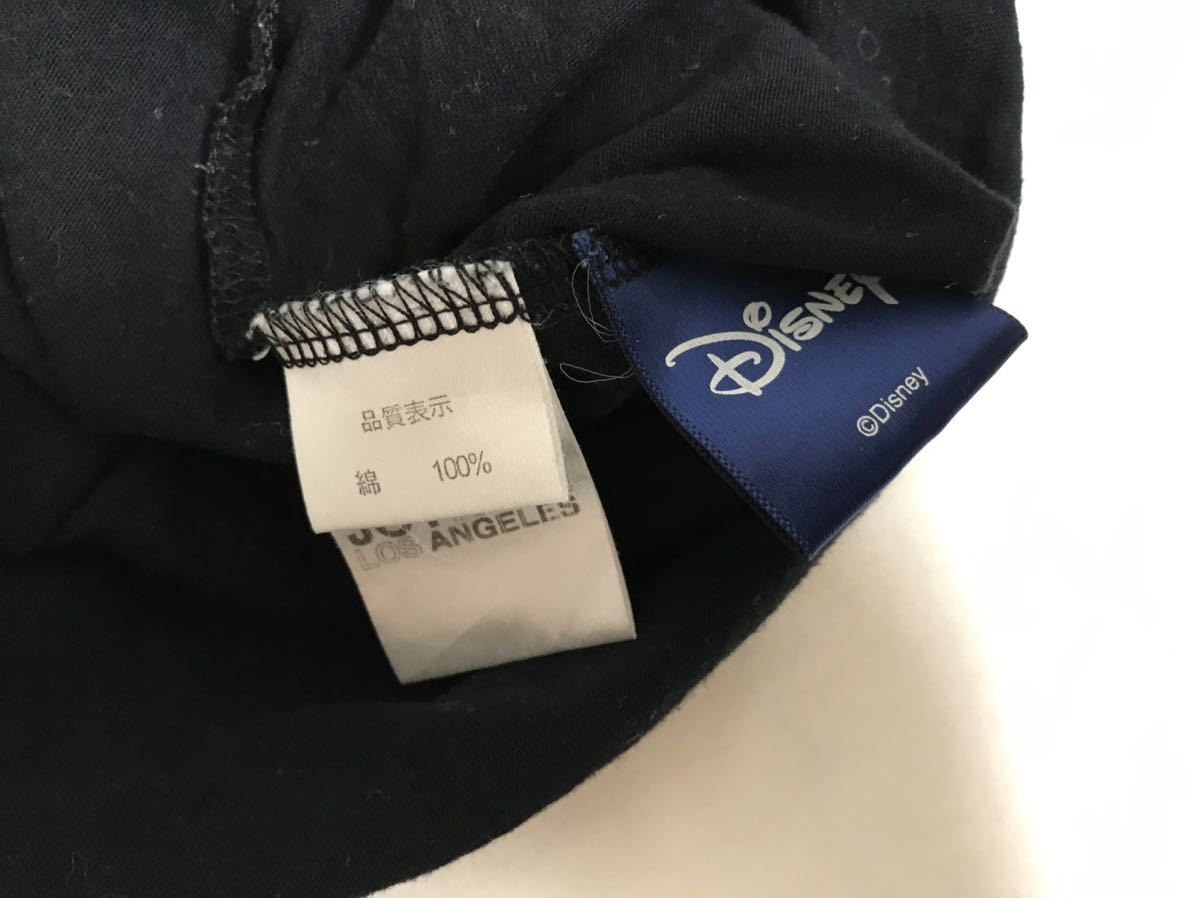 品質表示
綿 100%
LOS ANGELES
Disney
©Disney